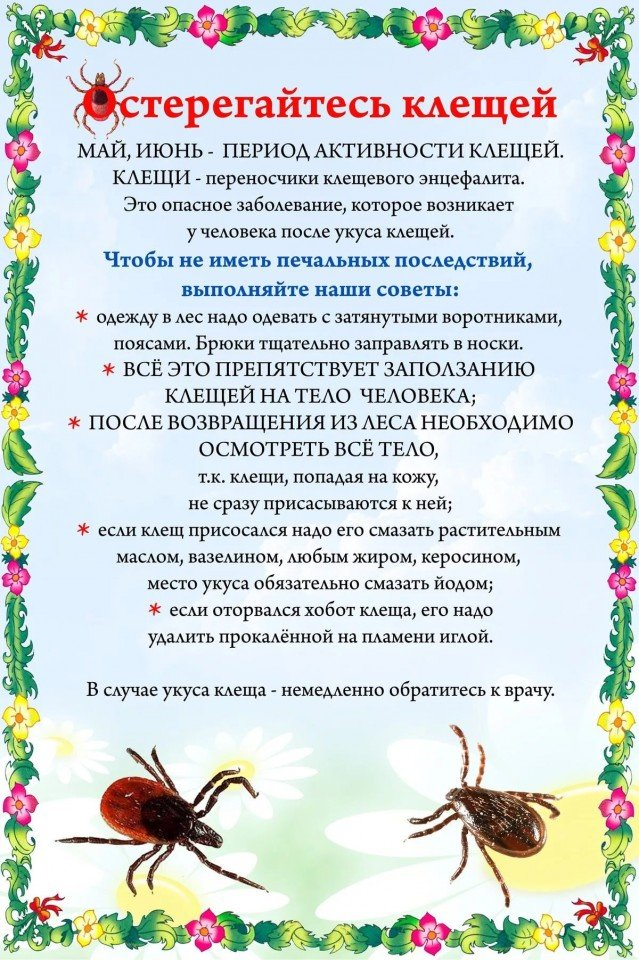 Остерегайтесь клещей
МАЙ, ИЮНЬ - ПЕРИОД АКТИВНОСТИ КЛЕЩЕЙ.
КЛЕЩИ - переносчики клещевого энцефалита.
Это опасное заболевание, которое возникает
у человека после укуса клещей.
Чтобы не иметь печальных последствий,
выполняйте наши советы:
* одежду в лес надо одевать с затянутыми воротниками,
поясами. Брюки тщательно заправлять в носки.
* ВСЁ ЭТО ПРЕПЯТСТВУЕТ ЗАПОЛЗАНИЮ
КЛЕЩЕЙ НА ТЕЛО ЧЕЛОВЕКА;
* ПОСЛЕ ВОЗВРАЩЕНИЯ ИЗ ЛЕСА НЕОБХОДИМО
ОСМОТРЕТЬ ВСЁ ТЕЛО,
т.к. клещи, попадая на кожу,
не сразу присасываются к ней;
* если клещ присосался надо его смазать растительным
маслом, вазелином, любым жиром, керосином,
место укуса обязательно смазать йодом;
* если оторвался хобот клеща, его надо
удалить прокалённой на пламени иглой.
В случае укуса клеща - немедленно обратитесь к врачу.